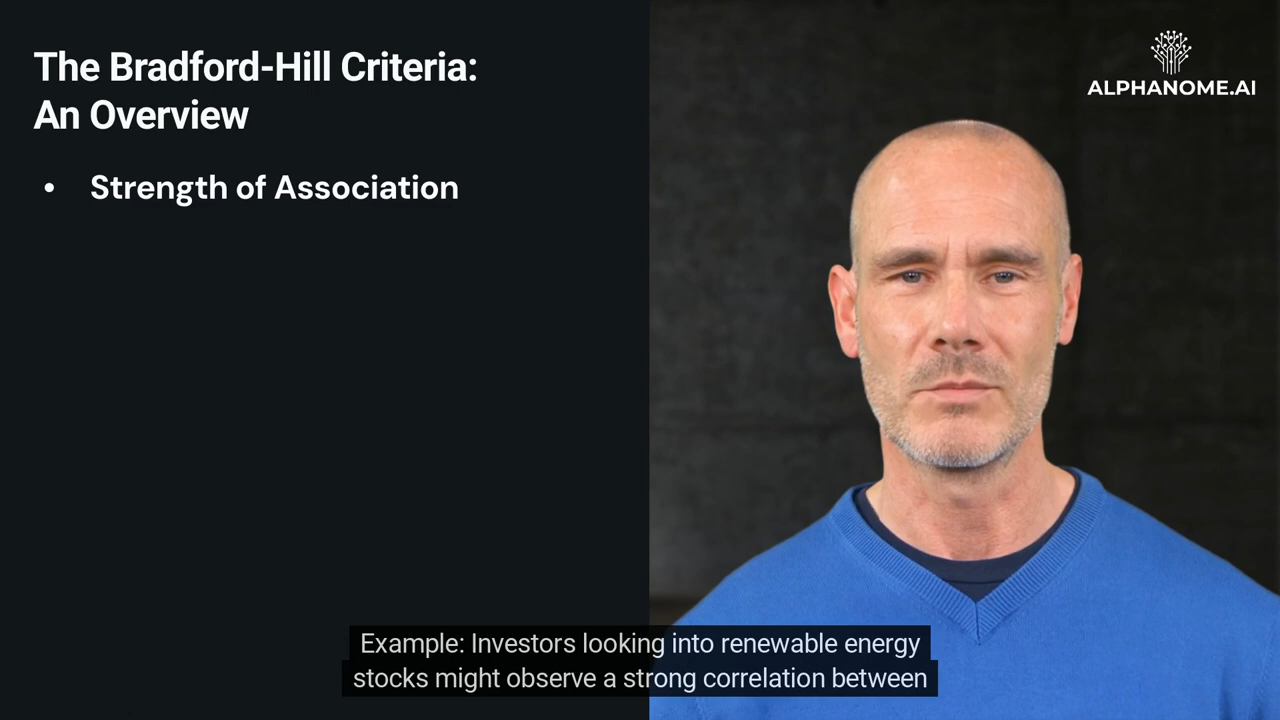 The Bradford-Hill Criteria:
An Overview
• Strength of Association
ALPHANOME.AI
Example: Investors looking into renewable energy
stocks might observe a strong correlation between